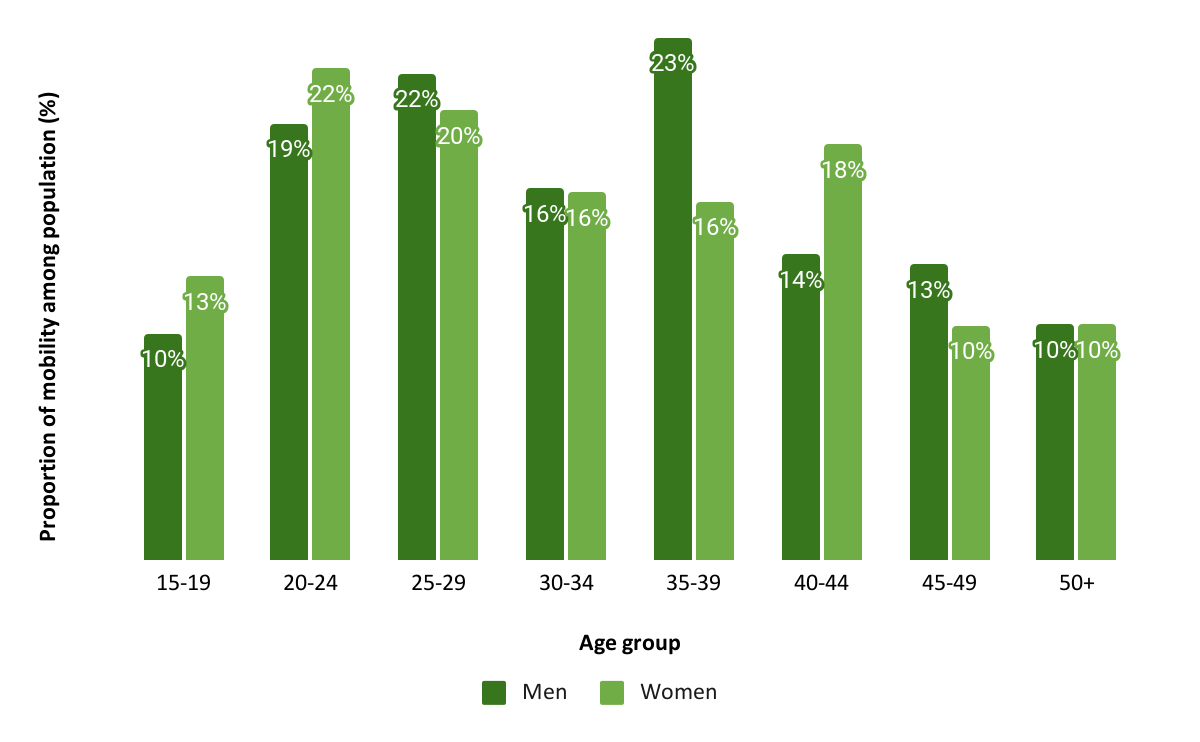 Proportion of mobility among population (%)
10% 13% 19% 22% 22% 20% 16% 16% 23% 16% 14% 18% 13% 10% 10% 10%
15-19 20-24 25-29 30-34 35-39 40-44 45-49 50+
Age group
Men Women